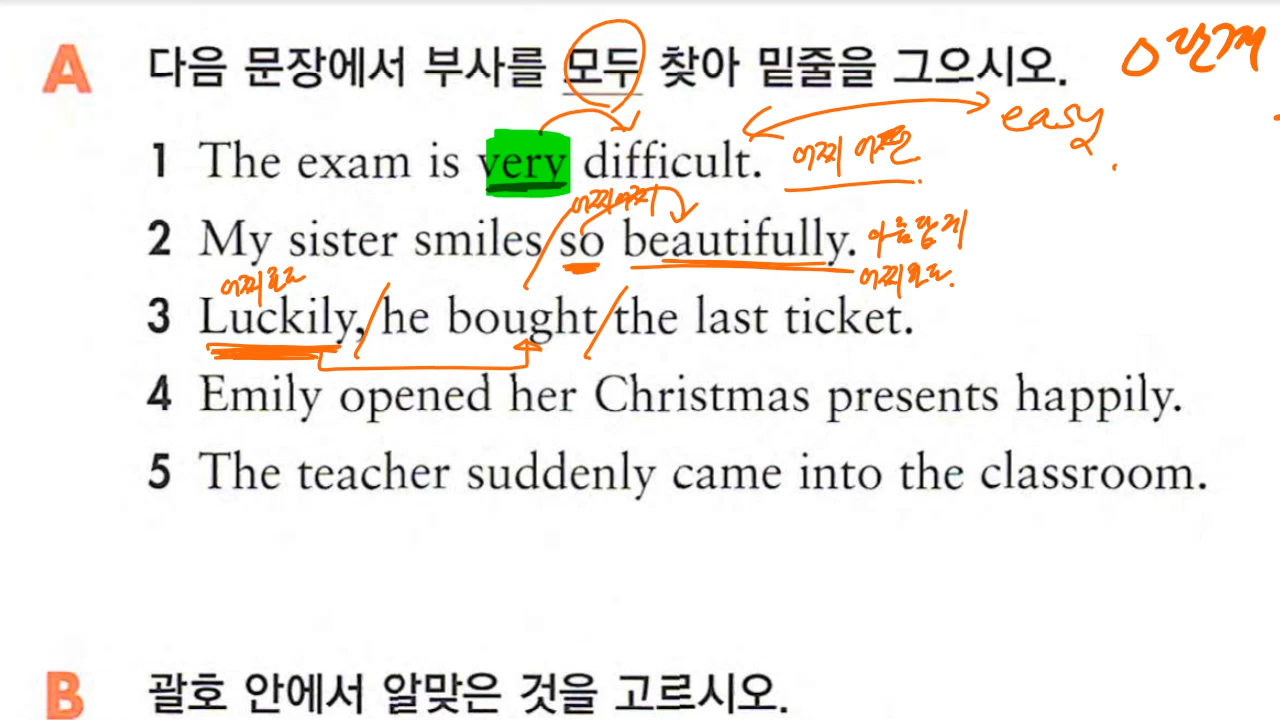 A 다음 문장에서 부사를 모두 찾아 밑줄을 그으시오.
easy
1 The exam is very difficult.
2 My sister smiles so beautifully. 아름답게
3 Luckily, he bought the last ticket.
4 Emily opened her Christmas presents happily.
5 The teacher suddenly came into the classroom.
B 괄호 안에서 알맞은 것을 고르시오.